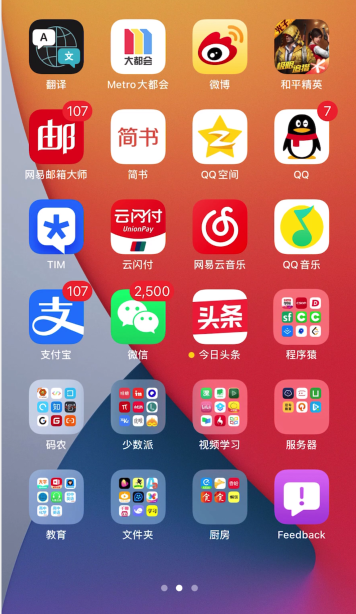 A
文
大都会
极限追猎
翻译
Metro大都会
微博
和平精英
107
7
邮
简书
网易邮箱大师
简书
QQ空间
QQ
云闪付
UnionPay
TIM
云闪付
网易云音乐
QQ音乐
107
2,500
支
头条
支付宝
微信
今日头条
程序猿
码农
少数派
视频学习
服务器
教育
文件夹
厨房
Feedback